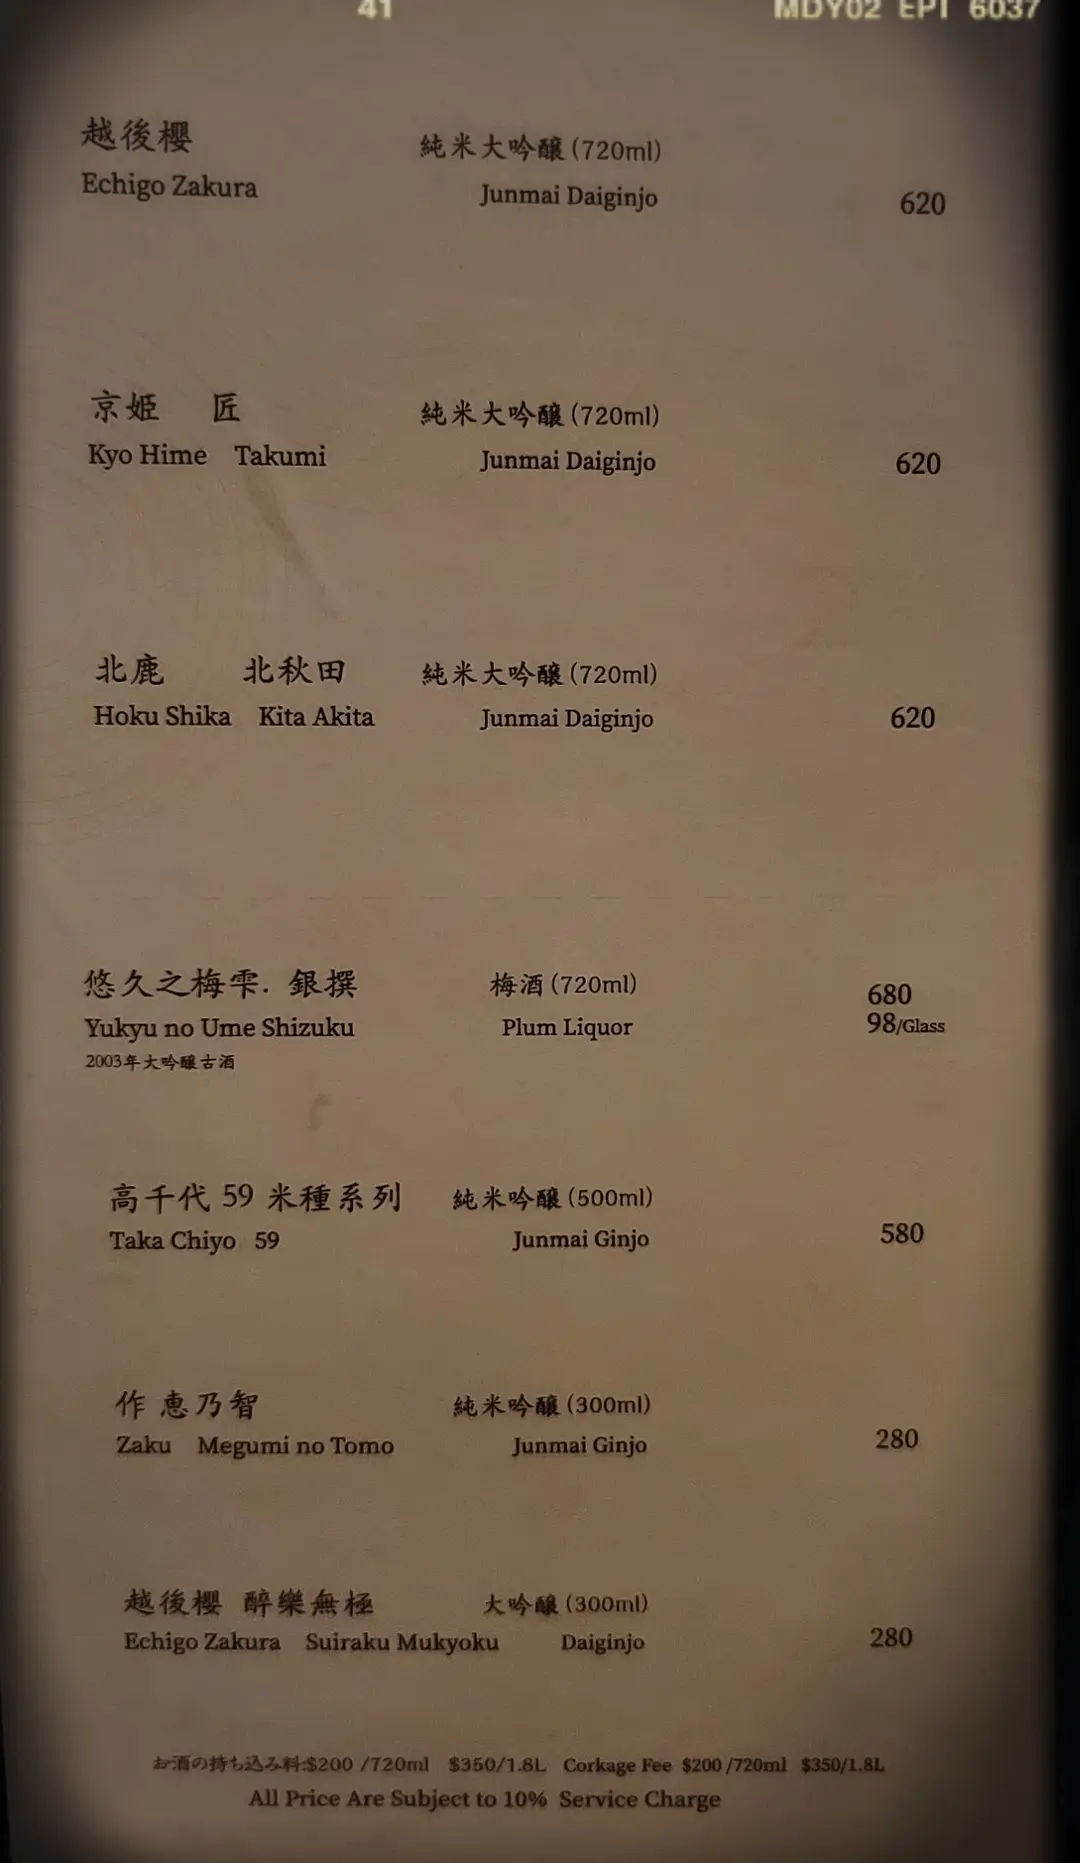 41 MDY02 EPI 6037
越後櫻 純米大吟醸(720ml)
Echigo Zakura Junmai Daiginjo 620
京姫 匠 純米大吟醸(720ml)
Kyo Hime Takumi Junmai Daiginjo 620
北鹿 北秋田 純米大吟醸(720ml)
Hoku Shika Kita Akita Junmai Daiginjo 620
悠久之梅雫. 銀撰 梅酒(720ml) 680
Yukyu no Ume Shizuku Plum Liquor 98/Glass
2003年大吟醸古酒
高千代 59 米種系列 純米吟醸(500ml)
Taka Chiyo 59 Junmai Ginjo 580
作 恵乃智 純米吟醸(300ml)
Zaku Megumi no Tomo Junmai Ginjo 280
越後櫻 醉樂無極 大吟醸(300ml)
Echigo Zakura Suiraku Mukyoku Daiginjo 280
お酒の持ち込み料:$200 /720ml $350/1.8L Corkage Fee $200 /720ml $350/1.8L
All Price Are Subject to 10% Service Charge